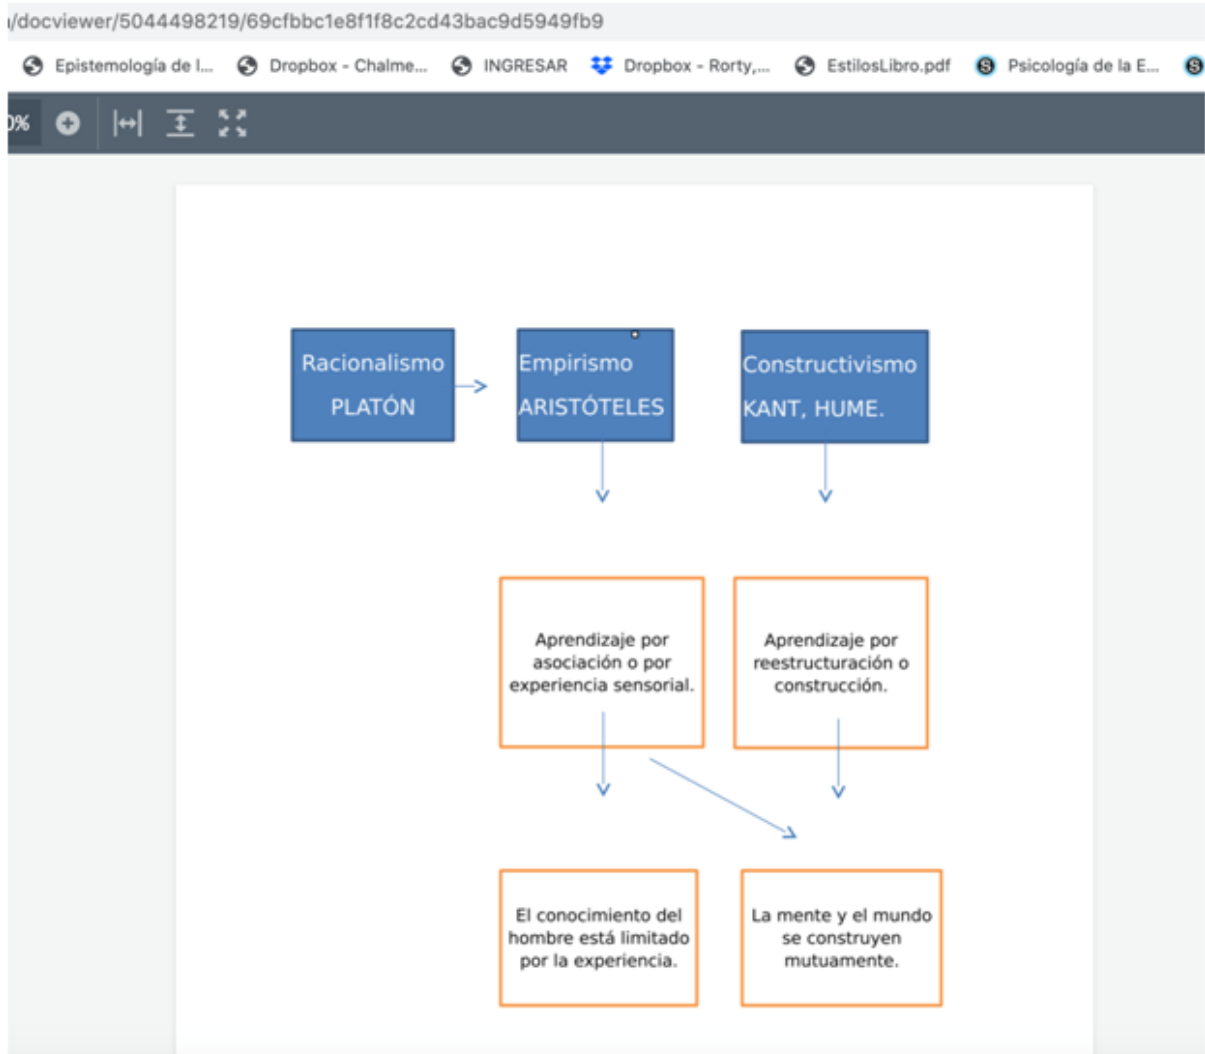 /docviewer/5044498219/69cfbbc1e8f1f8c2cd43bac9d5949fb9
Epistemología de l... Dropbox - Chalme... INGRESAR Dropbox - Rorty,... EstilosLibro.pdf Psicología de la E...
0%
Racionalismo
PLATÓN
Empirismo
ARISTÓTELES
Constructivismo
KANT, HUME.
Aprendizaje por
asociación o por
experiencia sensorial.
Aprendizaje por
reestructuración o
construcción.
El conocimiento del
hombre está limitado
por la experiencia.
La mente y el mundo
se construyen
mutuamente.